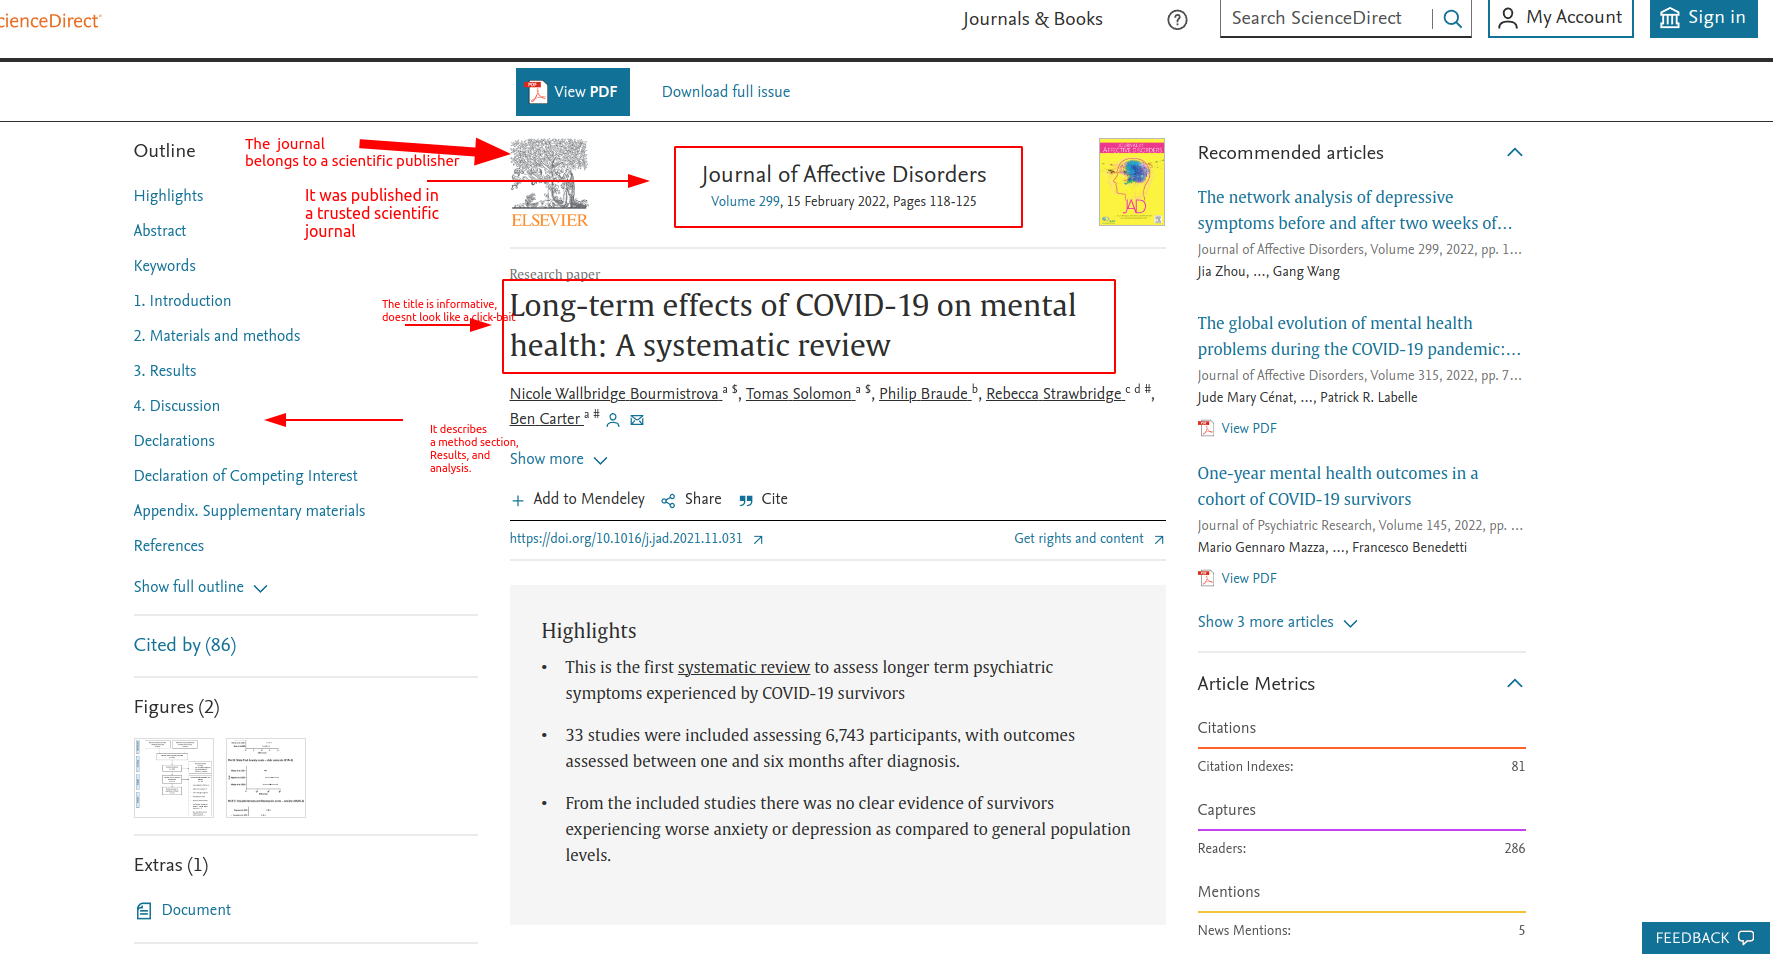 cienceDirect
Journals & Books
Search ScienceDirect
My Account
Sign in
View PDF
Download full issue
Outline
Highlights
Abstract
Keywords
1. Introduction
2. Materials and methods
3. Results
4. Discussion
Declarations
Declaration of Competing Interest
Appendix. Supplementary materials
References
Show full outline
Cited by (86)
Figures (2)
Extras (1)
Document
The journal
belongs to a scientific publisher
It was published in
a trusted scientific
journal
The title is informative,
doesnt look like a click-bait
It describes
a method section,
Results, and
analysis.
ELSEVIER
Journal of Affective Disorders
Volume 299, 15 February 2022, Pages 118-125
JOURNAL OF
AFFECTIVE DISORDERS
JAD
Research paper
Long-term effects of COVID-19 on mental
health: A systematic review
Nicole Wallbridge Bourmistrova a $, Tomas Solomon a $, Philip Braude b, Rebecca Strawbridge c d #,
Ben Carter a #
Show more
Add to Mendeley
Share
Cite
https://doi.org/10.1016/j.jad.2021.11.031
Get rights and content
Highlights
• This is the first systematic review to assess longer term psychiatric
symptoms experienced by COVID-19 survivors
• 33 studies were included assessing 6,743 participants, with outcomes
assessed between one and six months after diagnosis.
• From the included studies there was no clear evidence of survivors
experiencing worse anxiety or depression as compared to general population
levels.
Recommended articles
The network analysis of depressive
symptoms before and after two weeks of…
Journal of Affective Disorders, Volume 299, 2022, pp. 1…
Jia Zhou, …, Gang Wang
The global evolution of mental health
problems during the COVID-19 pandemic:…
Journal of Affective Disorders, Volume 315, 2022, pp. 7…
Jude Mary Cénat, …, Patrick R. Labelle
View PDF
One-year mental health outcomes in a
cohort of COVID-19 survivors
Journal of Psychiatric Research, Volume 145, 2022, pp. …
Mario Gennaro Mazza, …, Francesco Benedetti
View PDF
Show 3 more articles
Article Metrics
Citations
Citation Indexes: 81
Captures
Readers: 286
Mentions
News Mentions: 5
FEEDBACK